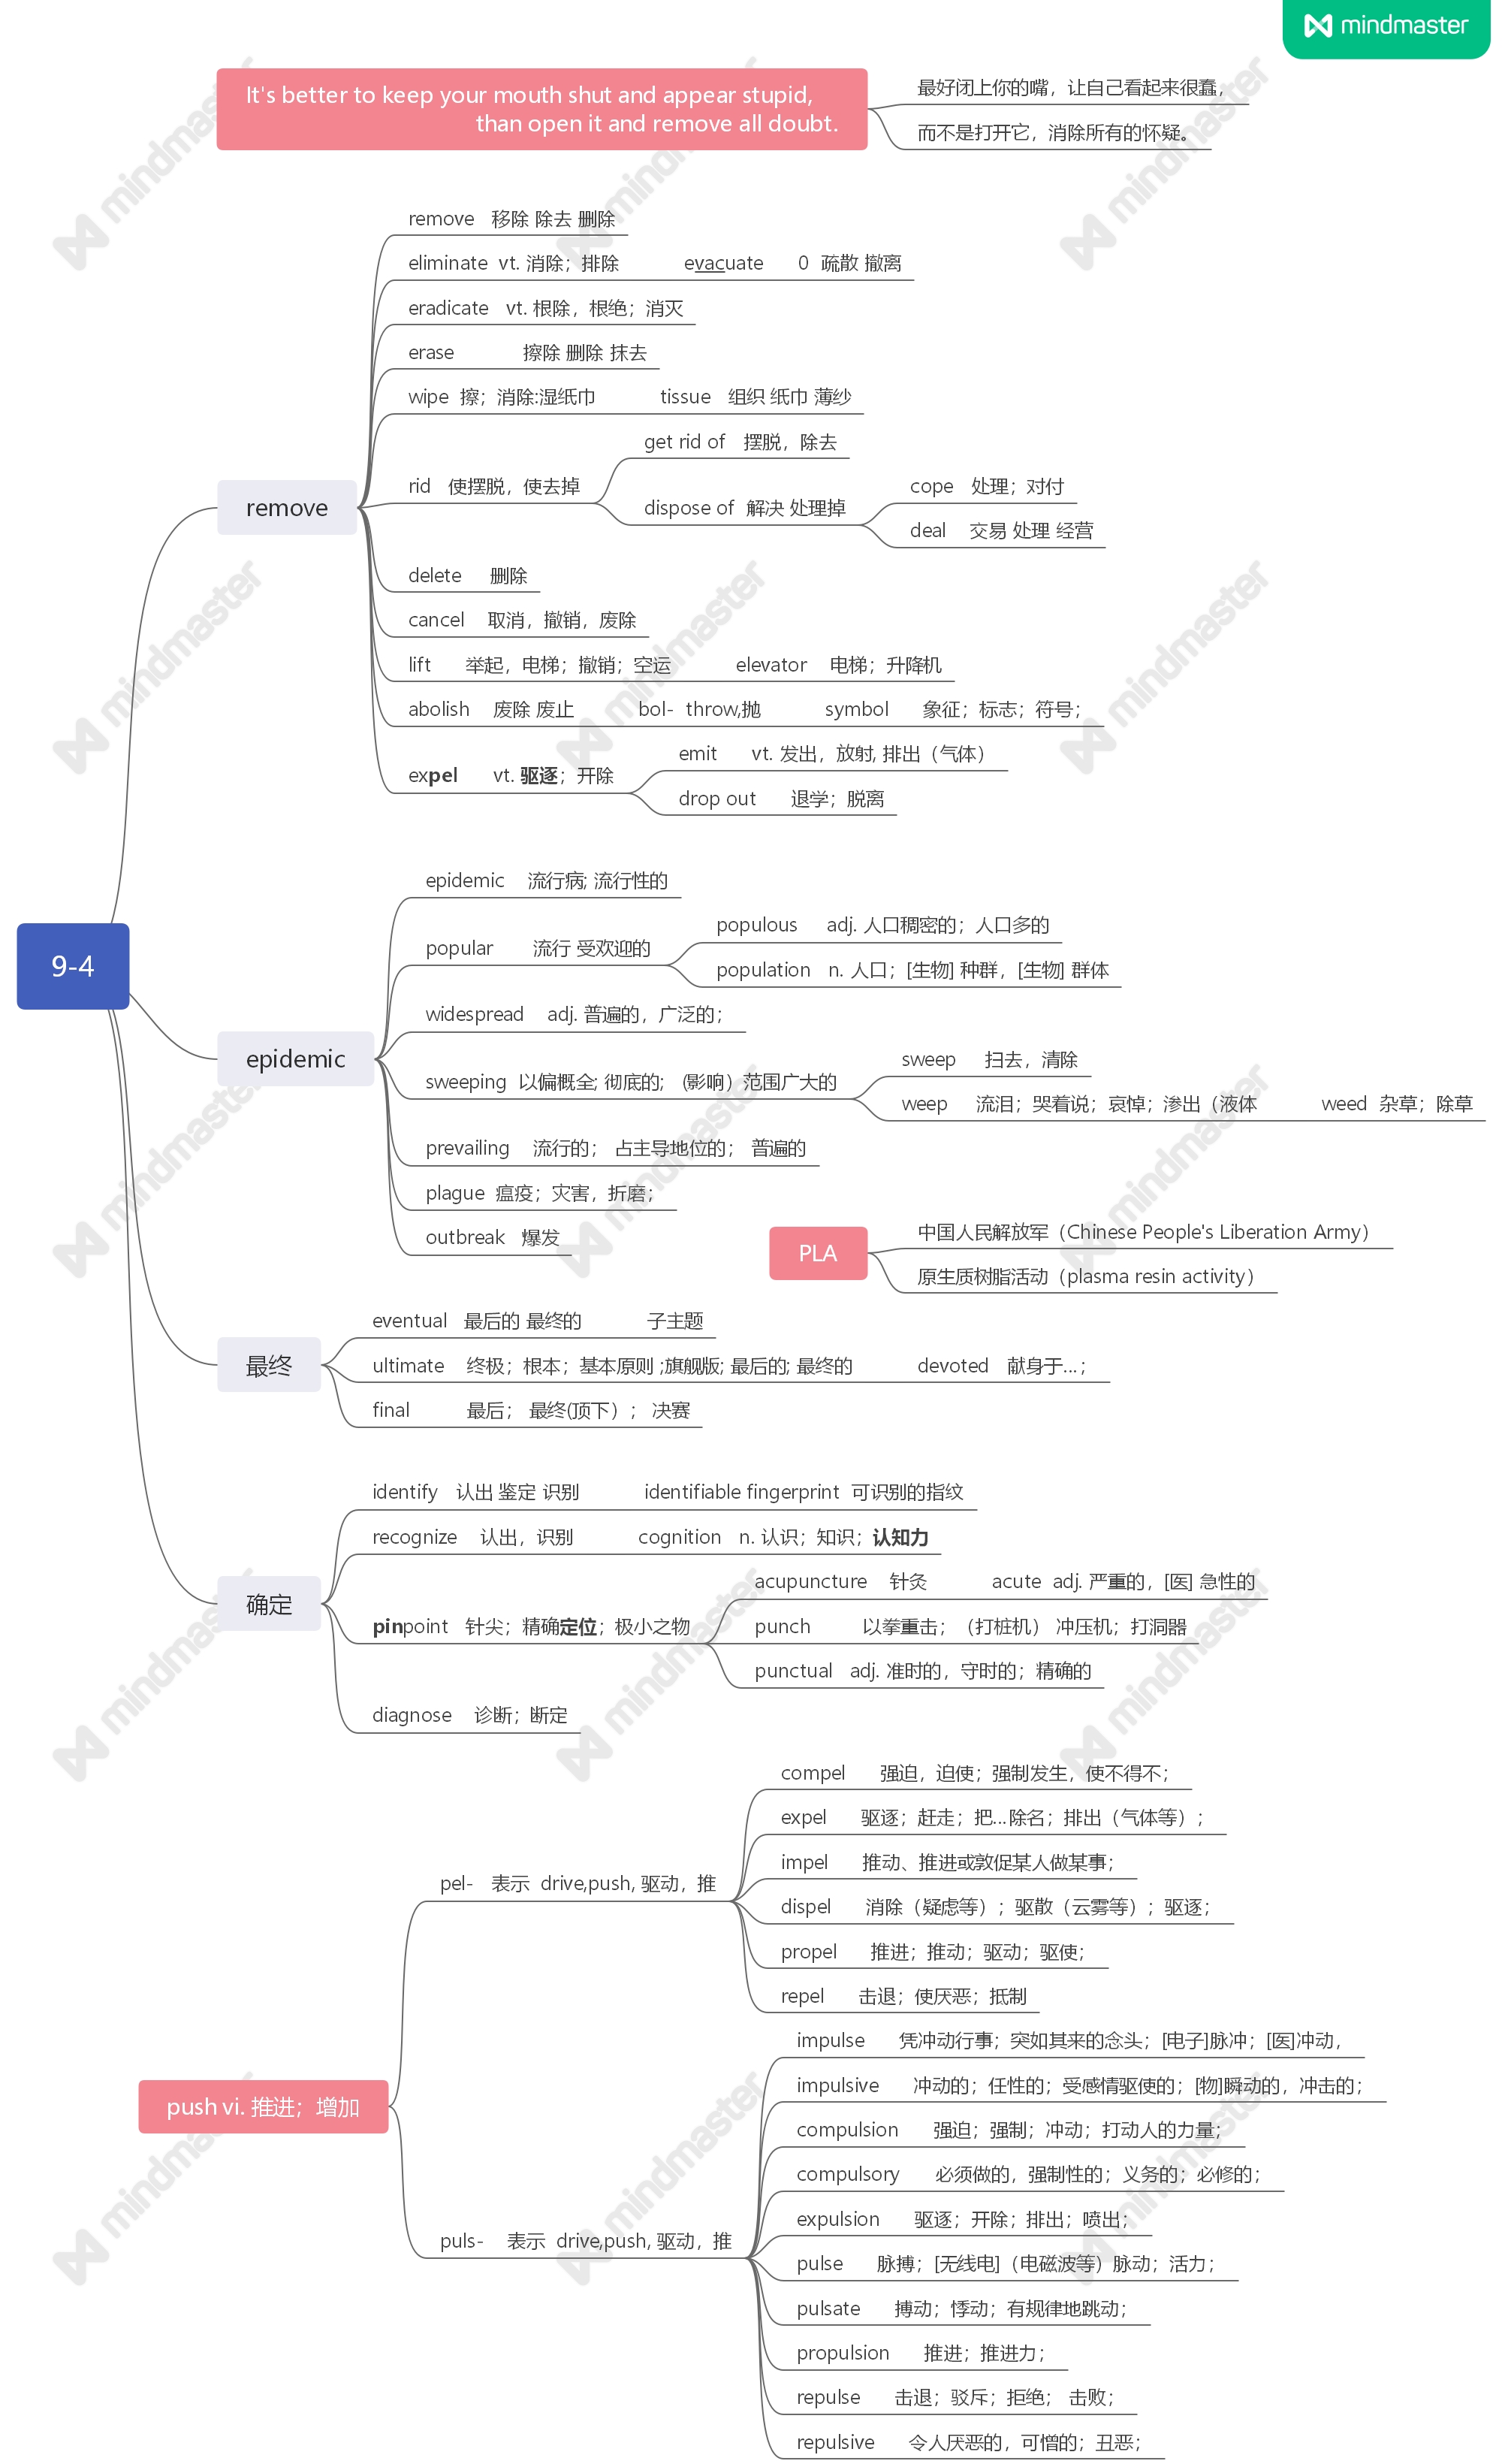 mindmaster
It's better to keep your mouth shut and appear stupid,
than open it and remove all doubt.
最好闭上你的嘴，让自己看起来很蠢，
而不是打开它，消除所有的怀疑。
9-4
remove
remove 移除 除去 删除
eliminate vt. 消除；排除 evacuate 0 疏散 撤离
eradicate vt. 根除，根绝；消灭
erase 擦除 删除 抹去
wipe 擦；消除:湿纸巾 tissue 组织 纸巾 薄纱
rid 使摆脱，使去掉
get rid of 摆脱，除去
dispose of 解决 处理掉
cope 处理；对付
deal 交易 处理 经营
delete 删除
cancel 取消，撤销，废除
lift 举起，电梯；撤销；空运 elevator 电梯；升降机
abolish 废除 废止 bol- throw,抛 symbol 象征；标志；符号；
expel vt. 驱逐；开除
emit vt. 发出，放射, 排出（气体）
drop out 退学；脱离
epidemic
epidemic 流行病; 流行性的
popular 流行 受欢迎的
populous adj. 人口稠密的；人口多的
population n. 人口；[生物] 种群，[生物] 群体
widespread adj. 普遍的，广泛的；
sweeping 以偏概全; 彻底的；（影响）范围广大的
sweep 扫去，清除
weep 流泪；哭着说；哀悼；渗出（液体 weed 杂草；除草
prevailing 流行的； 占主导地位的； 普遍的
plague 瘟疫；灾害，折磨；
outbreak 爆发
PLA
中国人民解放军（Chinese People's Liberation Army）
原生质树脂活动（plasma resin activity）
最终
eventual 最后的 最终的 子主题
ultimate 终极；根本；基本原则 ;旗舰版; 最后的; 最终的 devoted 献身于...；
final 最后； 最终(顶下）； 决赛
确定
identify 认出 鉴定 识别 identifiable fingerprint 可识别的指纹
recognize 认出，识别 cognition n. 认识；知识；认知力
pinpoint 针尖；精确定位；极小之物
acupuncture 针灸 acute adj. 严重的，[医] 急性的
punch 以拳重击；（打桩机） 冲压机；打洞器
punctual adj. 准时的，守时的；精确的
diagnose 诊断；断定
push vi. 推进；增加
pel- 表示 drive,push, 驱动，推
compel 强迫，迫使；强制发生，使不得不；
expel 驱逐；赶走；把...除名；排出（气体等）；
impel 推动、推进或敦促某人做某事；
dispel 消除（疑虑等）；驱散（云雾等）；驱逐；
propel 推进；推动；驱动；驱使；
repel 击退；使厌恶；抵制
puls- 表示 drive,push, 驱动，推
impulse 凭冲动行事；突如其来的念头；[电子]脉冲；[医]冲动，
impulsive 冲动的；任性的；受感情驱使的；[物]瞬动的，冲击的；
compulsion 强迫；强制；冲动；打动人的力量；
compulsory 必须做的，强制性的；义务的；必修的；
expulsion 驱逐；开除；排出；喷出；
pulse 脉搏；[无线电]（电磁波等）脉动；活力；
pulsate 搏动；悸动；有规律地跳动；
propulsion 推进；推进力；
repulse 击退；驳斥；拒绝； 击败；
repulsive 令人厌恶的，可憎的；丑恶；